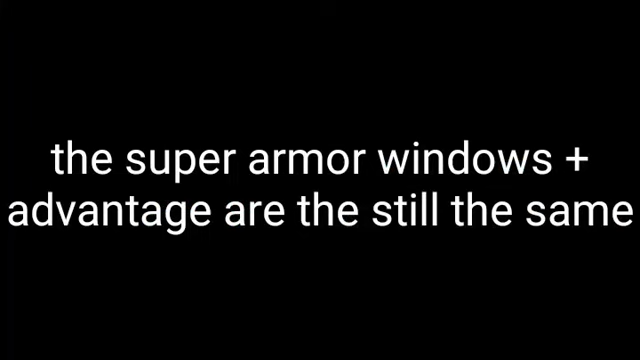 the super armor windows +
advantage are the still the same